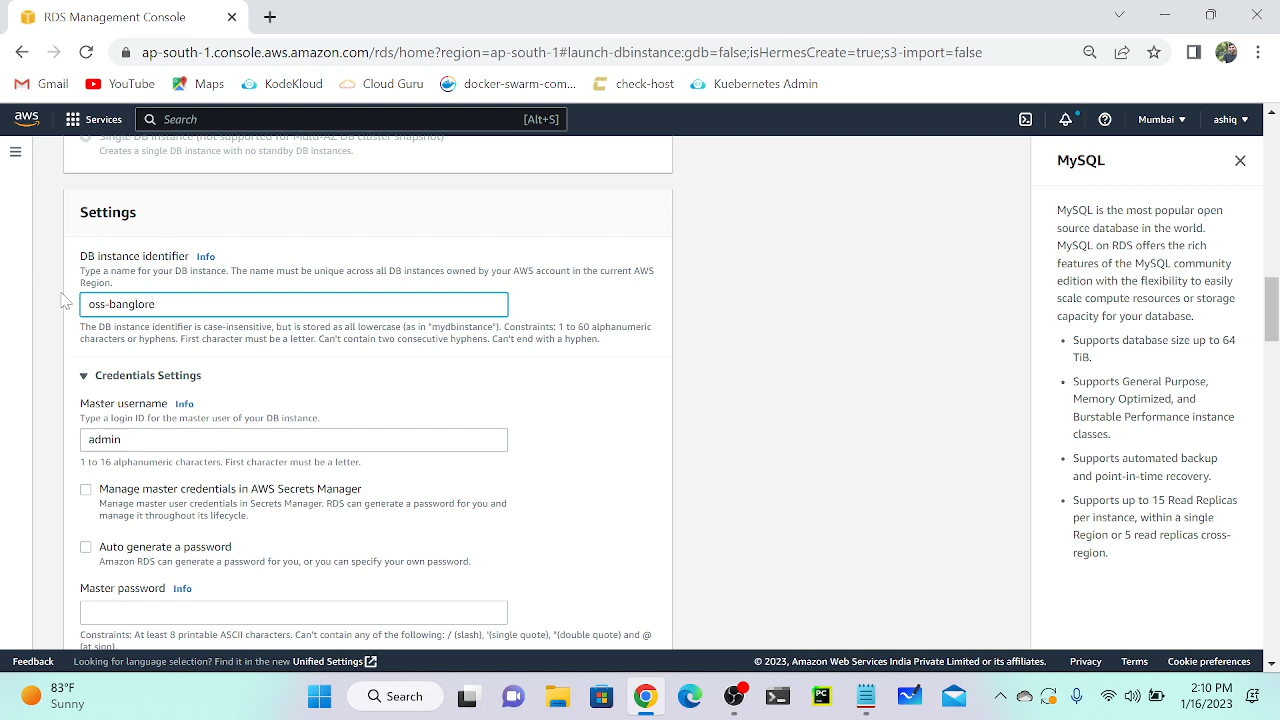 RDS Management Console
ap-south-1.console.aws.amazon.com/rds/home?region=ap-south-1#launch-dbinstance:gdb=false;isHermesCreate=true;s3-import=false
Gmail
YouTube
Maps
KodeKloud
Cloud Guru
docker-swarm-com...
check-host
Kuebernetes Admin
aws
Services
Search
[Alt+S]
Mumbai
ashiq
Single DB instance (not supported for Multi-AZ DB cluster snapshot)
Creates a single DB instance with no standby DB instances.
Settings
DB instance identifier Info
Type a name for your DB instance. The name must be unique across all DB instances owned by your AWS account in the current AWS
Region.
oss-banglore
The DB instance identifier is case-insensitive, but is stored as all lowercase (as in "mydbinstance"). Constraints: 1 to 60 alphanumeric
characters or hyphens. First character must be a letter. Can't contain two consecutive hyphens. Can't end with a hyphen.
Credentials Settings
Master username Info
Type a login ID for the master user of your DB instance.
admin
1 to 16 alphanumeric characters. First character must be a letter.
Manage master credentials in AWS Secrets Manager
Manage master user credentials in Secrets Manager. RDS can generate a password for you and
manage it throughout its lifecycle.
Auto generate a password
Amazon RDS can generate a password for you, or you can specify your own password.
Master password Info
Constraints: At least 8 printable ASCII characters. Can't contain any of the following: / (slash), '(single quote), "(double quote) and @
(at sign).
MySQL
MySQL is the most popular open
source database in the world.
MySQL on RDS offers the rich
features of the MySQL community
edition with the flexibility to easily
scale compute resources or storage
capacity for your database.
• Supports database size up to 64
TiB.
• Supports General Purpose,
Memory Optimized, and
Burstable Performance instance
classes.
• Supports automated backup
and point-in-time recovery.
• Supports up to 15 Read Replicas
per instance, within a single
Region or 5 read replicas cross-
region.
Feedback
Looking for language selection? Find it in the new Unified Settings
© 2023, Amazon Web Services India Private Limited or its affiliates.
Privacy
Terms
Cookie preferences
83°F
Sunny
Search
PC
2:10 PM
1/16/2023